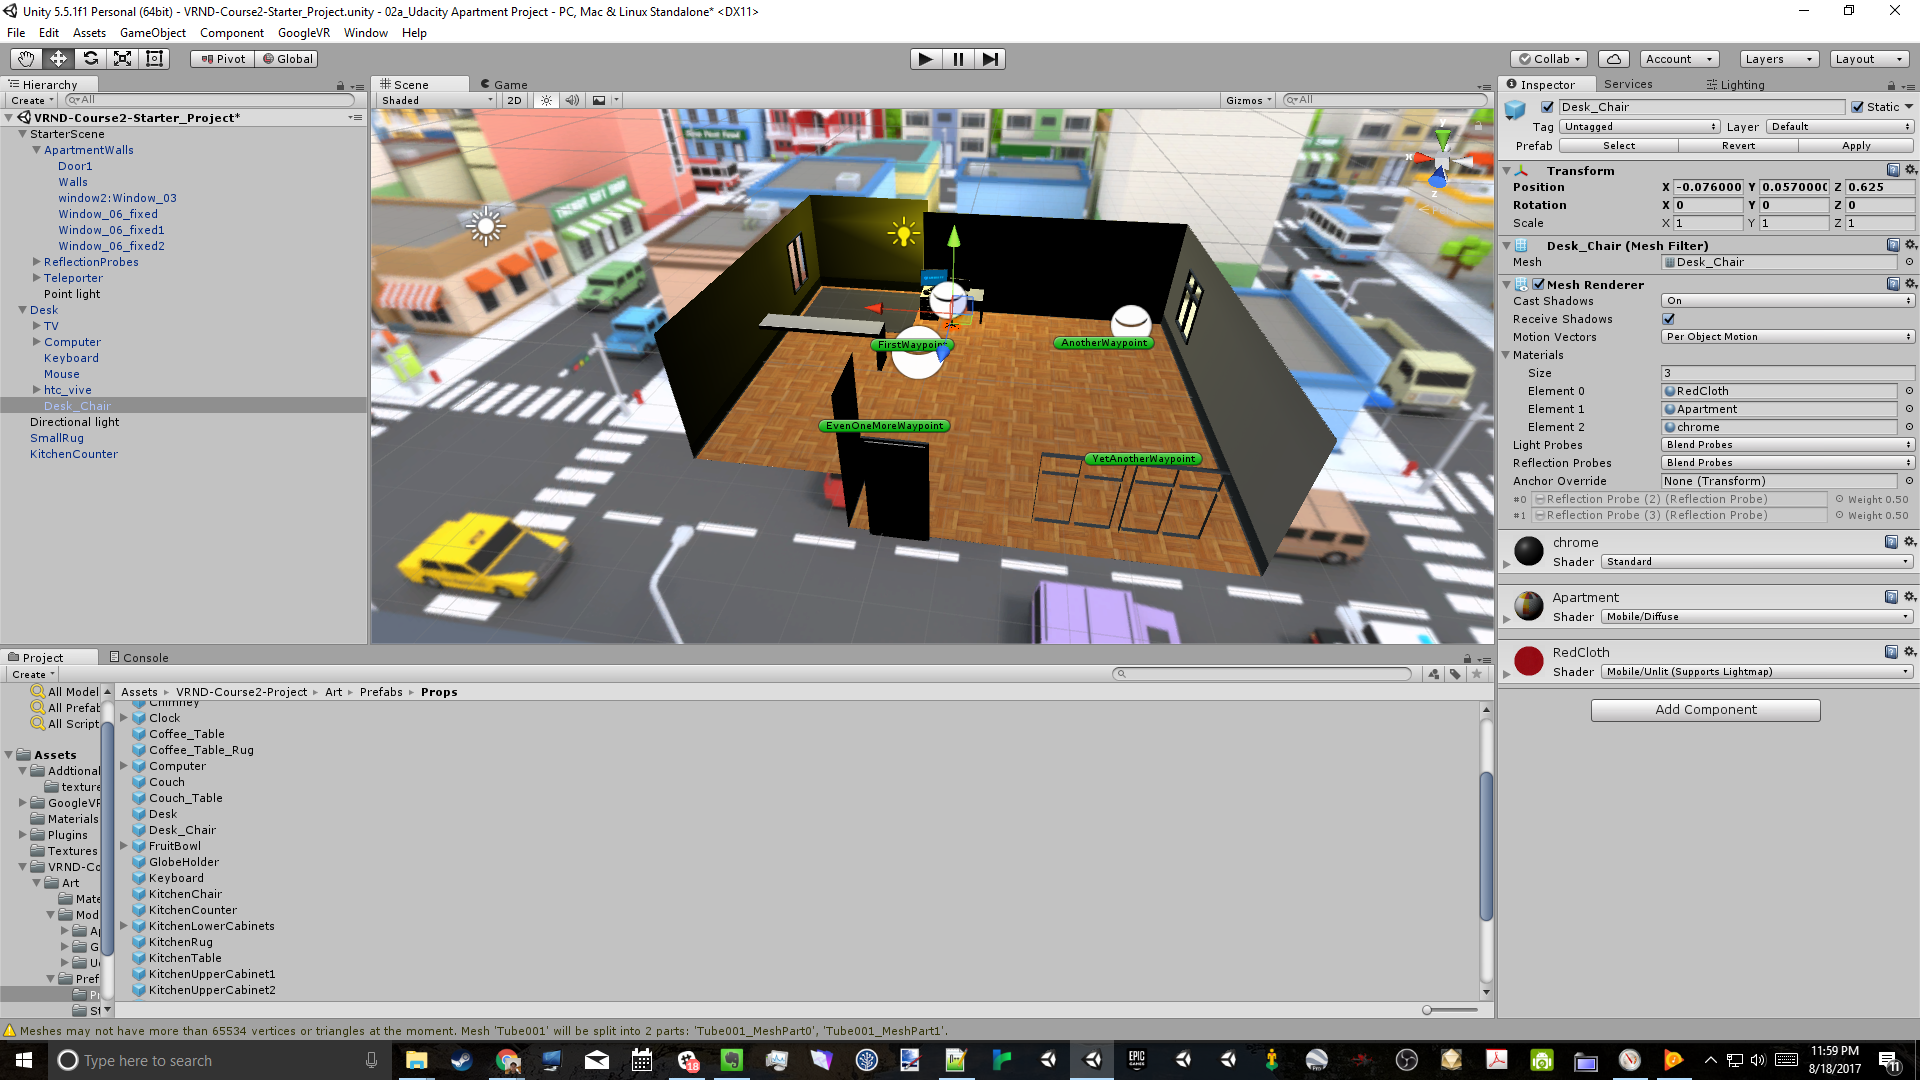 Unity 5.5.1f1 Personal (64bit) - VRND-Course2-Starter_Project.unity - 02a_Udacity Apartment Project - PC, Mac & Linux Standalone* <DX11>
File Edit Assets GameObject Component GoogleVR Window Help
Pivot Global Collab Account Layers Layout
Hierarchy
Create All
VRND-Course2-Starter_Project*
StarterScene
ApartmentWalls
Door1
Walls
window2:Window_03
Window_06_fixed
Window_06_fixed1
Window_06_fixed2
ReflectionProbes
Teleporter
Point light
Desk
TV
Computer
Keyboard
Mouse
htc_vive
Desk_Chair
Directional light
SmallRug
KitchenCounter
Scene Game
Shaded 2D Gizmos All
FirstWaypoint
AnotherWaypoint
EvenOneMoreWaypoint
YetAnotherWaypoint
Inspector Services Lighting
Desk_Chair Static
Tag Untagged Layer Default
Prefab Select Revert Apply
Transform
Position X -0.076000 Y 0.0570000 Z 0.625
Rotation X 0 Y 0 Z 0
Scale X 1 Y 1 Z 1
Desk_Chair (Mesh Filter)
Mesh Desk_Chair
Mesh Renderer
Cast Shadows On
Receive Shadows
Motion Vectors Per Object Motion
Materials
Size 3
Element 0 RedCloth
Element 1 Apartment
Element 2 chrome
Light Probes Blend Probes
Reflection Probes Blend Probes
Anchor Override None (Transform)
#0 Reflection Probe (2) (Reflection Probe) Weight 0.50
#1 Reflection Probe (3) (Reflection Probe) Weight 0.50
chrome
Shader Standard
Apartment
Shader Mobile/Diffuse
RedCloth
Shader Mobile/Unlit (Supports Lightmap)
Add Component
Project Console
Create
All Model
All Prefab
All Script
Assets
Addtional
texture
GoogleVR
Materials
Plugins
Textures
VRND-Co
Art
Mate
Mod
Pref
Assets VRND-Course2-Project Art Prefabs Props
Chimney
Clock
Coffee_Table
Coffee_Table_Rug
Computer
Couch
Couch_Table
Desk
Desk_Chair
FruitBowl
GlobeHolder
Keyboard
KitchenChair
KitchenCounter
KitchenLowerCabinets
KitchenRug
KitchenTable
KitchenUpperCabinet1
KitchenUpperCabinet2
Meshes may not have more than 65534 vertices or triangles at the moment. Mesh 'Tube001' will be split into 2 parts: 'Tube001_MeshPart0', 'Tube001_MeshPart1'.
Type here to search
18
EPIC GAMES
11:59 PM
8/18/2017
11